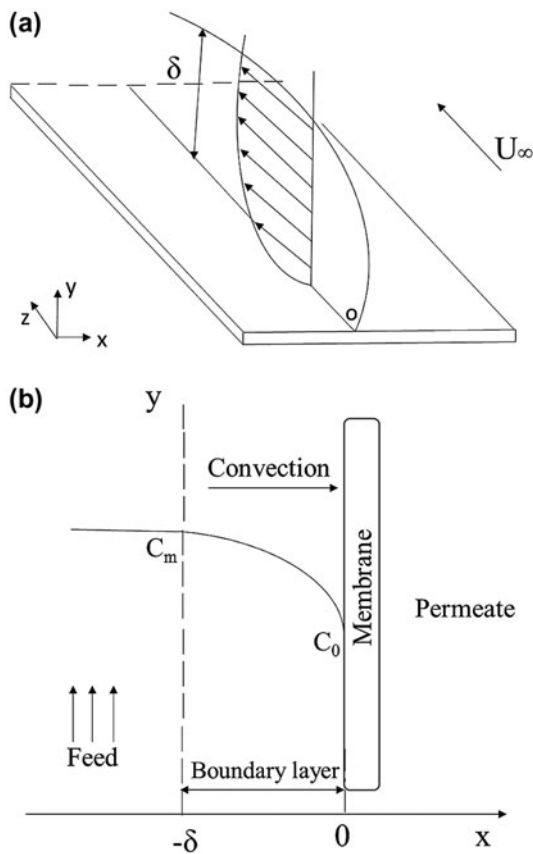 (a)
δ
U∞
o
y
z
x
(b)
y
Convection
Cm
Membrane
Permeate
C0
Feed
Boundary layer
-δ
0
x